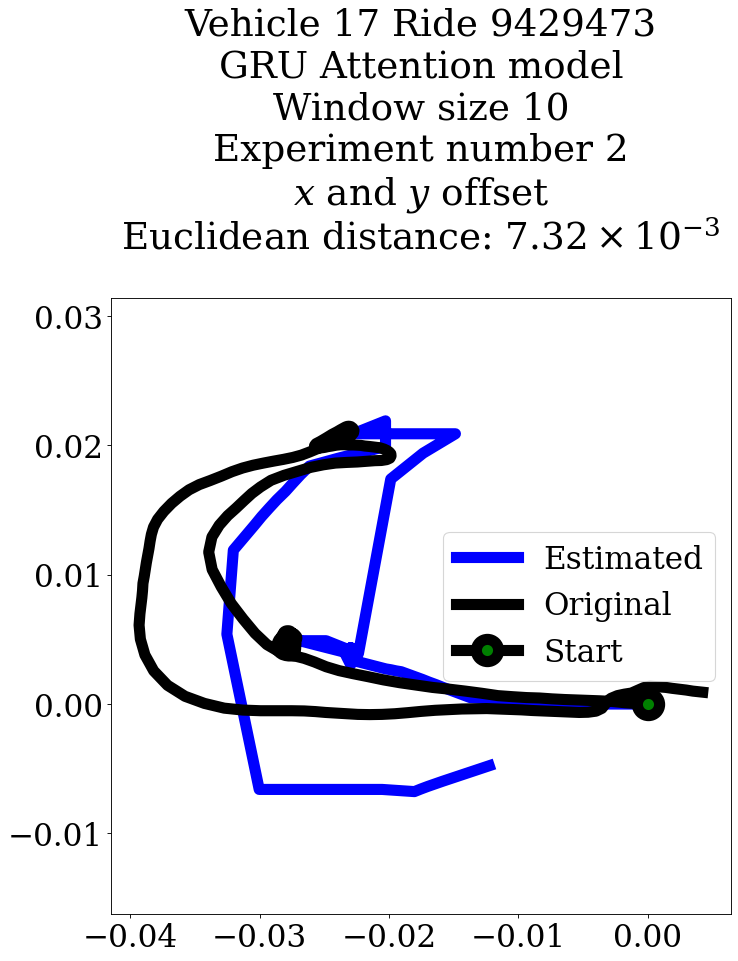 Vehicle 17 Ride 9429473
GRU Attention model
Window size 10
Experiment number 2
x and y offset
Euclidean distance: 7.32 × 10⁻³
0.03
0.02
0.01
0.00
−0.01
Estimated
Original
Start
−0.04 −0.03 −0.02 −0.01 0.00